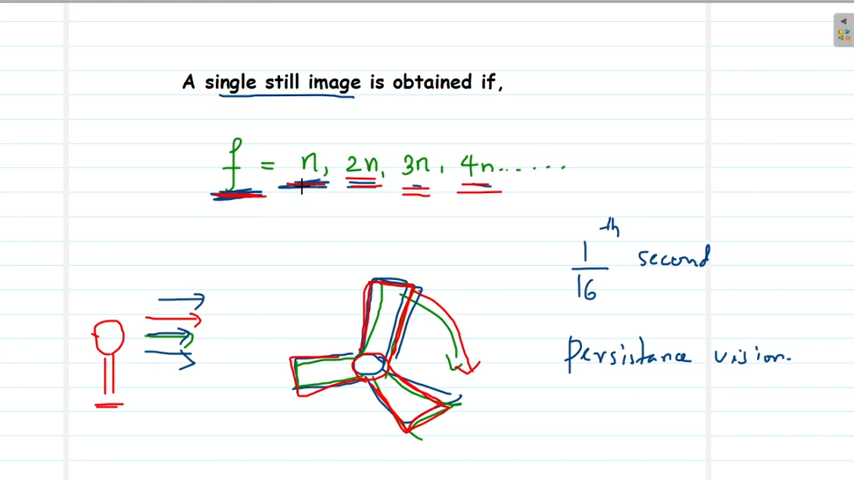 A single still image is obtained if,
f = n, 2n, 3n, 4n......
1/16 th second
Persistance vision.